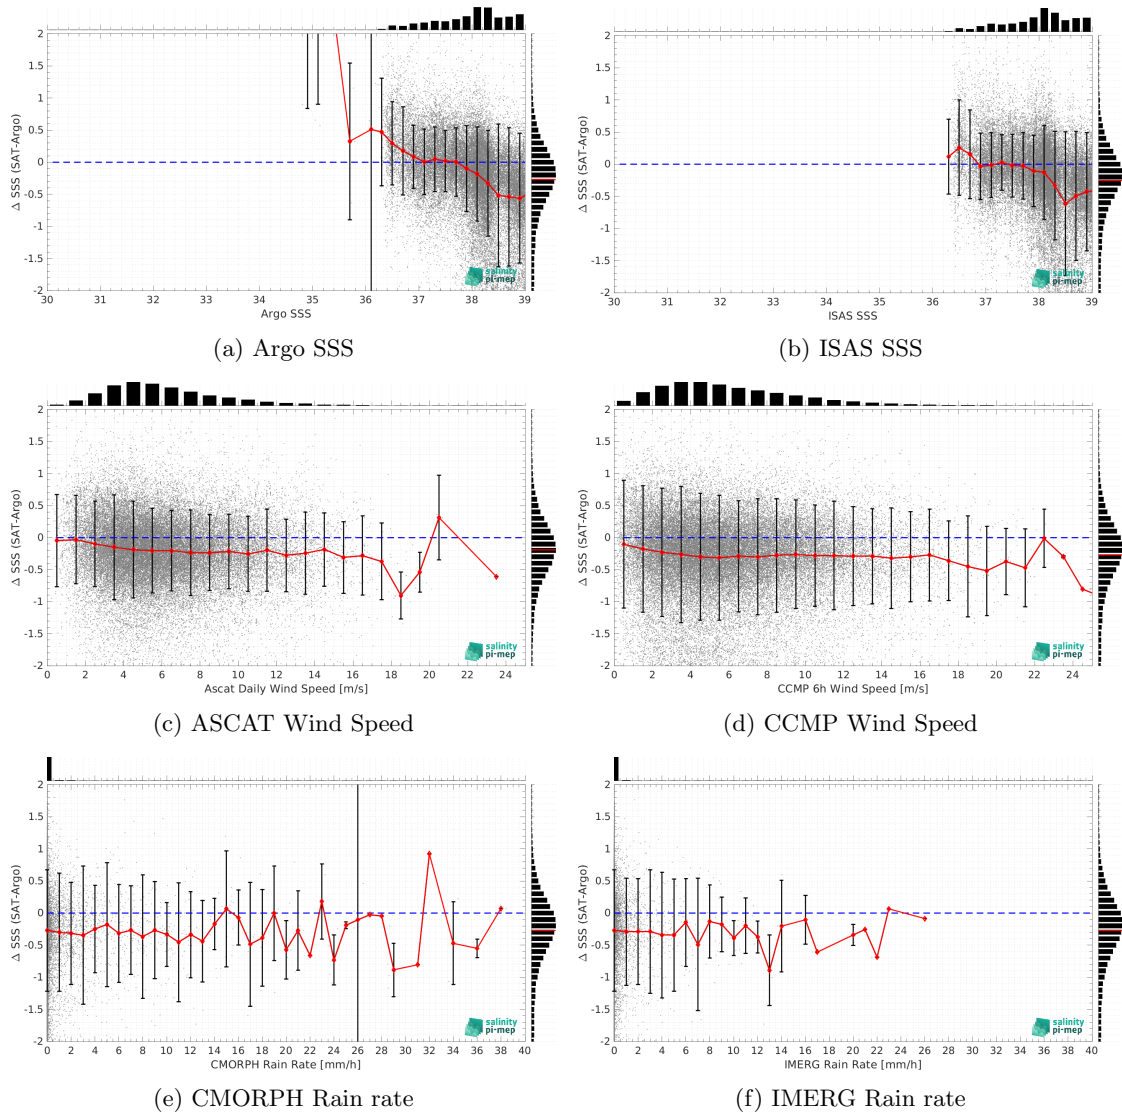 2
1.5
1
0.5
0
-0.5
-1
-1.5
-2
Δ SSS (SAT-Argo)
30 31 32 33 34 35 36 37 38 39
Argo SSS
salinity
pi-mep
(a) Argo SSS
2
1.5
1
0.5
0
-0.5
-1
-1.5
-2
Δ SSS (SAT-Argo)
30 31 32 33 34 35 36 37 38 39
ISAS SSS
salinity
pi-mep
(b) ISAS SSS
2
1.5
1
0.5
0
-0.5
-1
-1.5
-2
Δ SSS (SAT-Argo)
0 2 4 6 8 10 12 14 16 18 20 22 24
Ascat Daily Wind Speed [m/s]
salinity
pi-mep
(c) ASCAT Wind Speed
2
1.5
1
0.5
0
-0.5
-1
-1.5
-2
Δ SSS (SAT-Argo)
0 2 4 6 8 10 12 14 16 18 20 22 24
CCMP 6h Wind Speed [m/s]
salinity
pi-mep
(d) CCMP Wind Speed
2
1.5
1
0.5
0
-0.5
-1
-1.5
-2
Δ SSS (SAT-Argo)
0 2 4 6 8 10 12 14 16 18 20 22 24 26 28 30 32 34 36 38 40
CMORPH Rain Rate [mm/h]
salinity
pi-mep
(e) CMORPH Rain rate
2
1.5
1
0.5
0
-0.5
-1
-1.5
-2
Δ SSS (SAT-Argo)
0 2 4 6 8 10 12 14 16 18 20 22 24 26 28 30 32 34 36 38 40
IMERG Rain Rate [mm/h]
salinity
pi-mep
(f) IMERG Rain rate